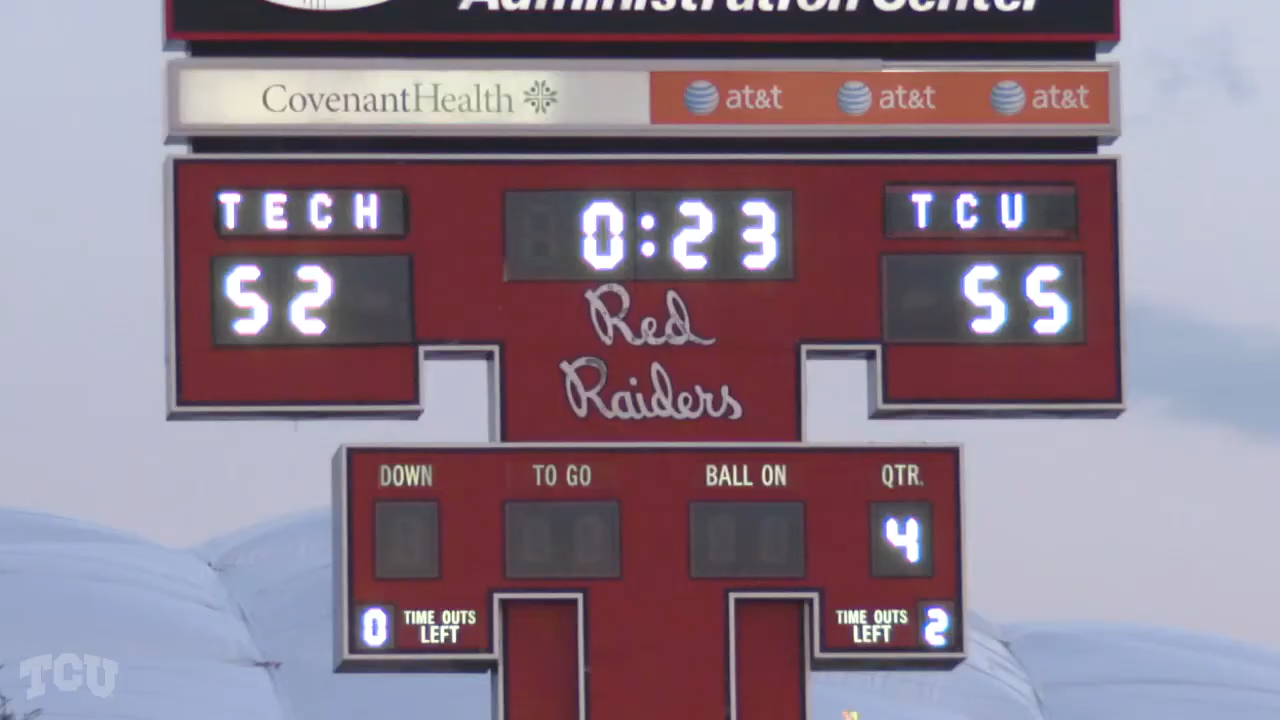 Administration Center
CovenantHealth at&t at&t at&t
TECH 0:23 TCU
52 55
Red
Raiders
DOWN TO GO BALL ON QTR.
4
0 TIME OUTS LEFT TIME OUTS LEFT 2
TCU